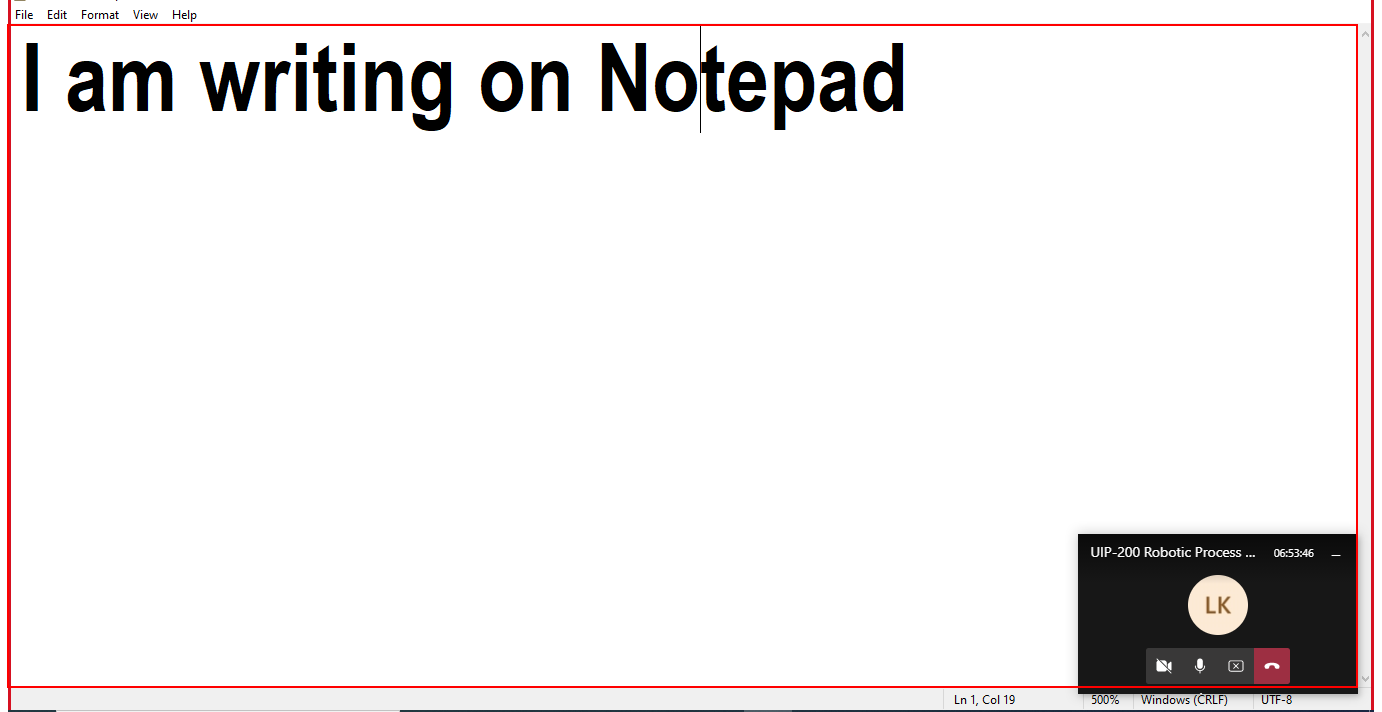 File Edit Format View Help
I am writing on Notepad
UIP-200 Robotic Process ... 06:53:46
LK
Ln 1, Col 19 500% Windows (CRLF) UTF-8